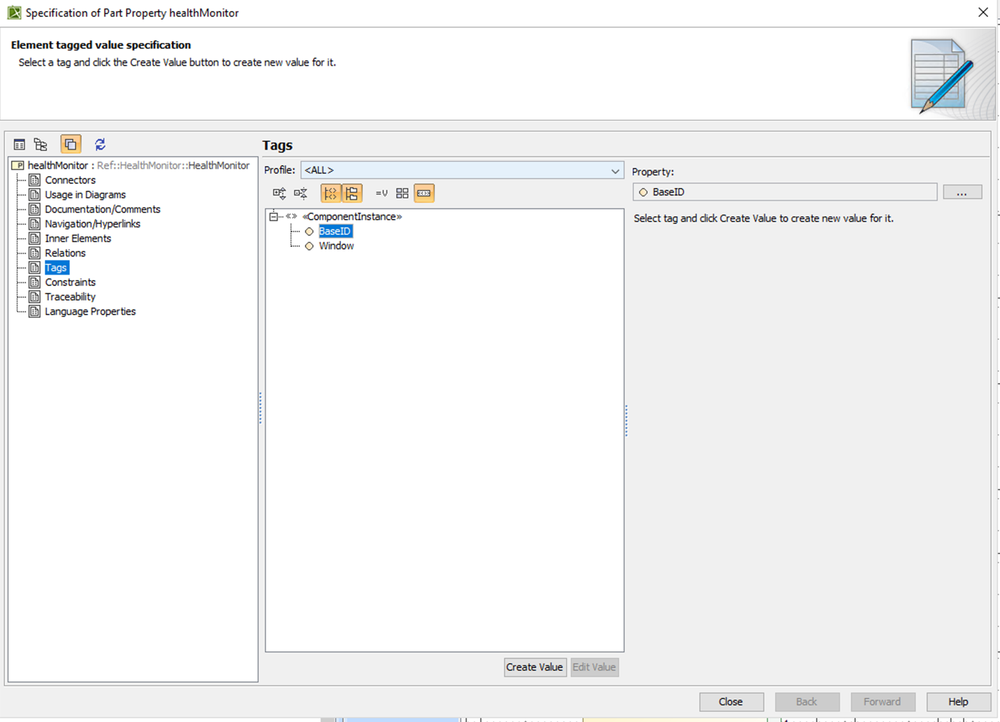 Specification of Part Property healthMonitor
Element tagged value specification
Select a tag and click the Create Value button to create new value for it.
healthMonitor : Ref::HealthMonitor::HealthMonitor
Connectors
Usage in Diagrams
Documentation/Comments
Navigation/Hyperlinks
Inner Elements
Relations
Tags
Constraints
Traceability
Language Properties
Tags
Profile: <ALL>
=V
«» «ComponentInstance»
BaseID
Window
Create Value Edit Value
Property:
BaseID ...
Select tag and click Create Value to create new value for it.
Close Back Forward Help